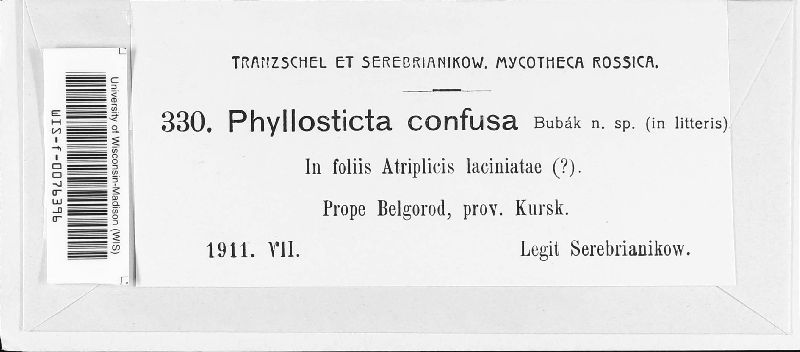 TRANZSCHEL ET SEREBRIANIKOW. MYCOTHECA ROSSICA.
330. Phyllosticta confusa Bubák n. sp. (in litteris).
In foliis Atriplicis laciniatae (?).
Prope Belgorod, prov. Kursk.
1911. VII. Legit Serebrianikow.
University of Wisconsin-Madison (WIS)
WIS-f-0076396